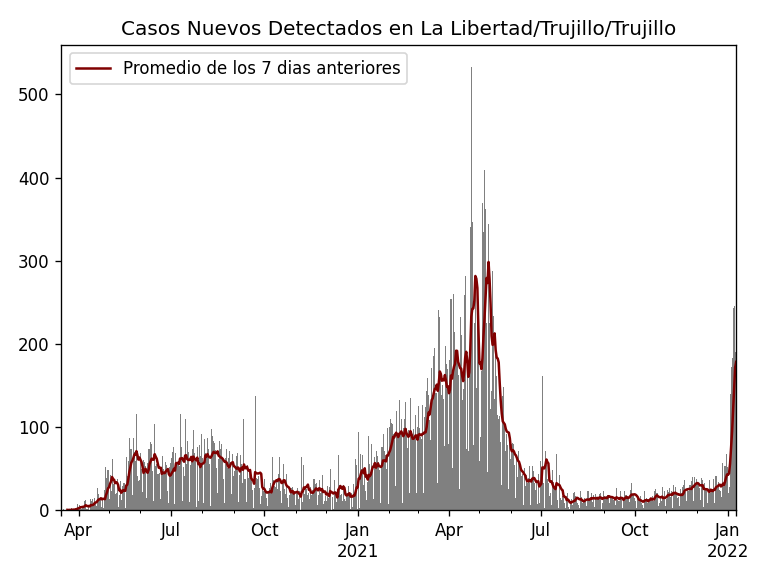 Casos Nuevos Detectados en La Libertad/Trujillo/Trujillo
Promedio de los 7 dias anteriores
500
400
300
200
100
0
Apr Jul Oct Jan Apr Jul Oct Jan
2021 2022